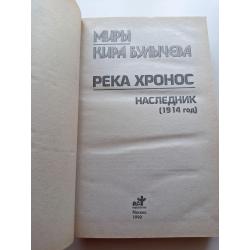 МИРЫ
КИРА БУЛЫЧЕВА
РЕКА ХРОНОС
НАСЛЕДНИК
(1914 год)
Москва